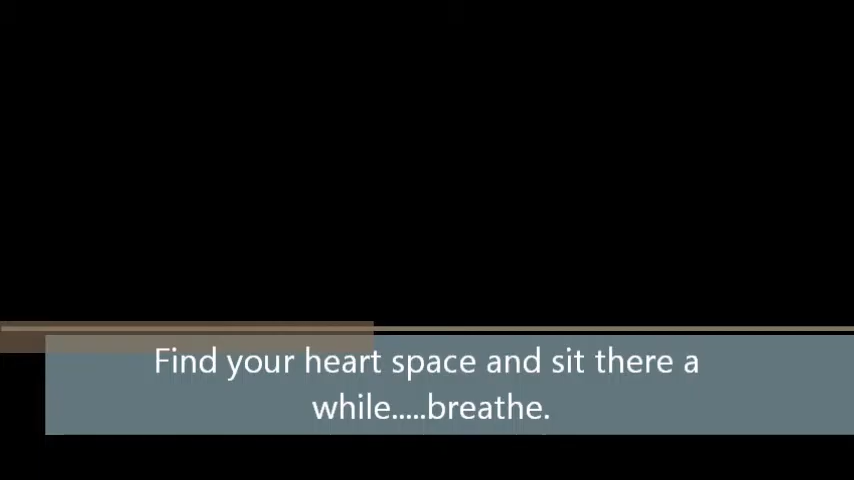 Find your heart space and sit there a
while.....breathe.